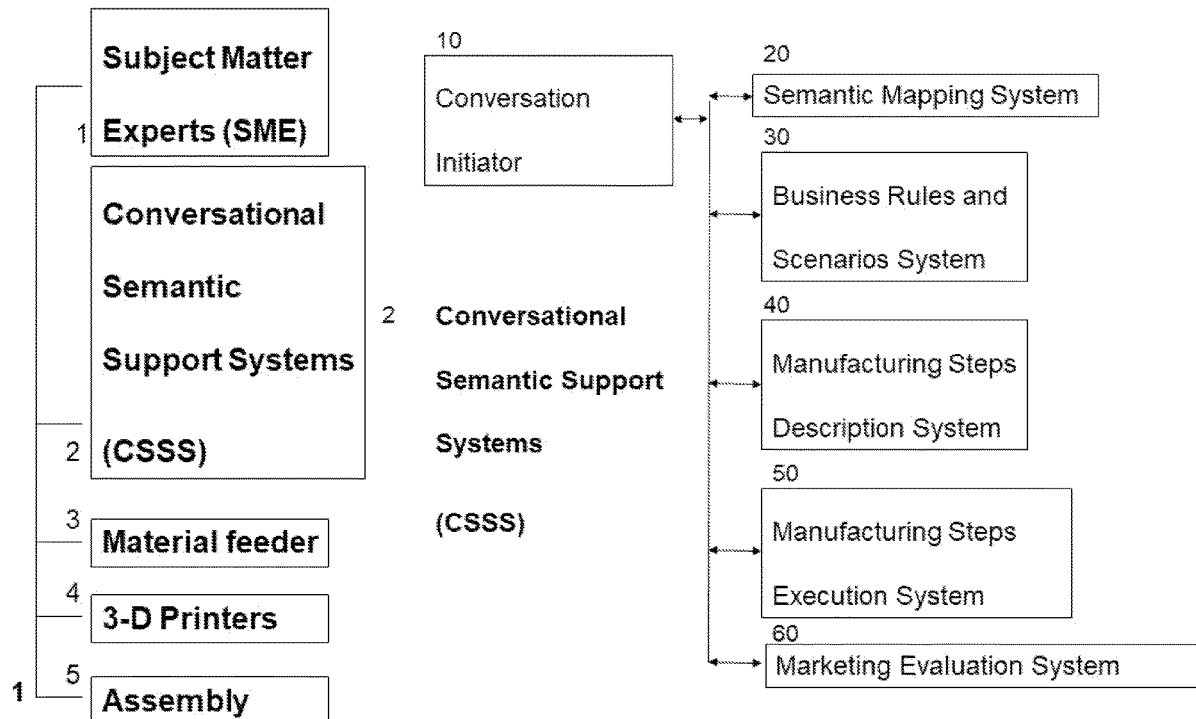 Subject Matter
1 Experts (SME)
Conversational
Semantic
Support Systems
2 (CSSS)
3
Material feeder
4
3-D Printers
5
1 Assembly
10
Conversation
Initiator
2 Conversational
Semantic Support
Systems
(CSSS)
20
Semantic Mapping System
30
Business Rules and
Scenarios System
40
Manufacturing Steps
Description System
50
Manufacturing Steps
Execution System
60
Marketing Evaluation System